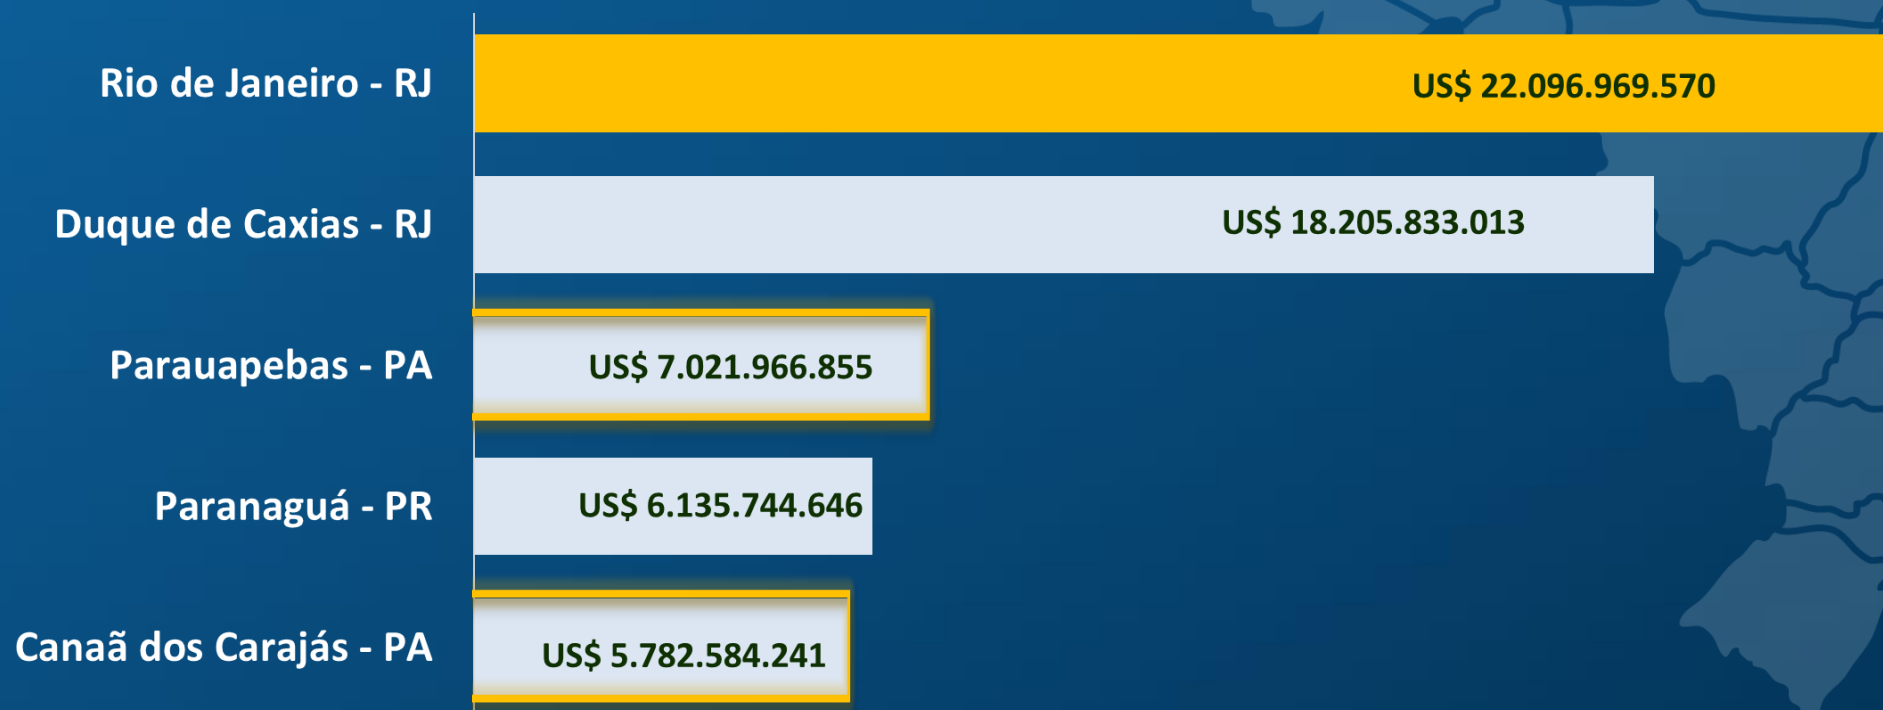 Rio de Janeiro - RJ US$ 22.096.969.570
Duque de Caxias - RJ US$ 18.205.833.013
Parauapebas - PA US$ 7.021.966.855
Paranaguá - PR US$ 6.135.744.646
Canaã dos Carajás - PA US$ 5.782.584.241